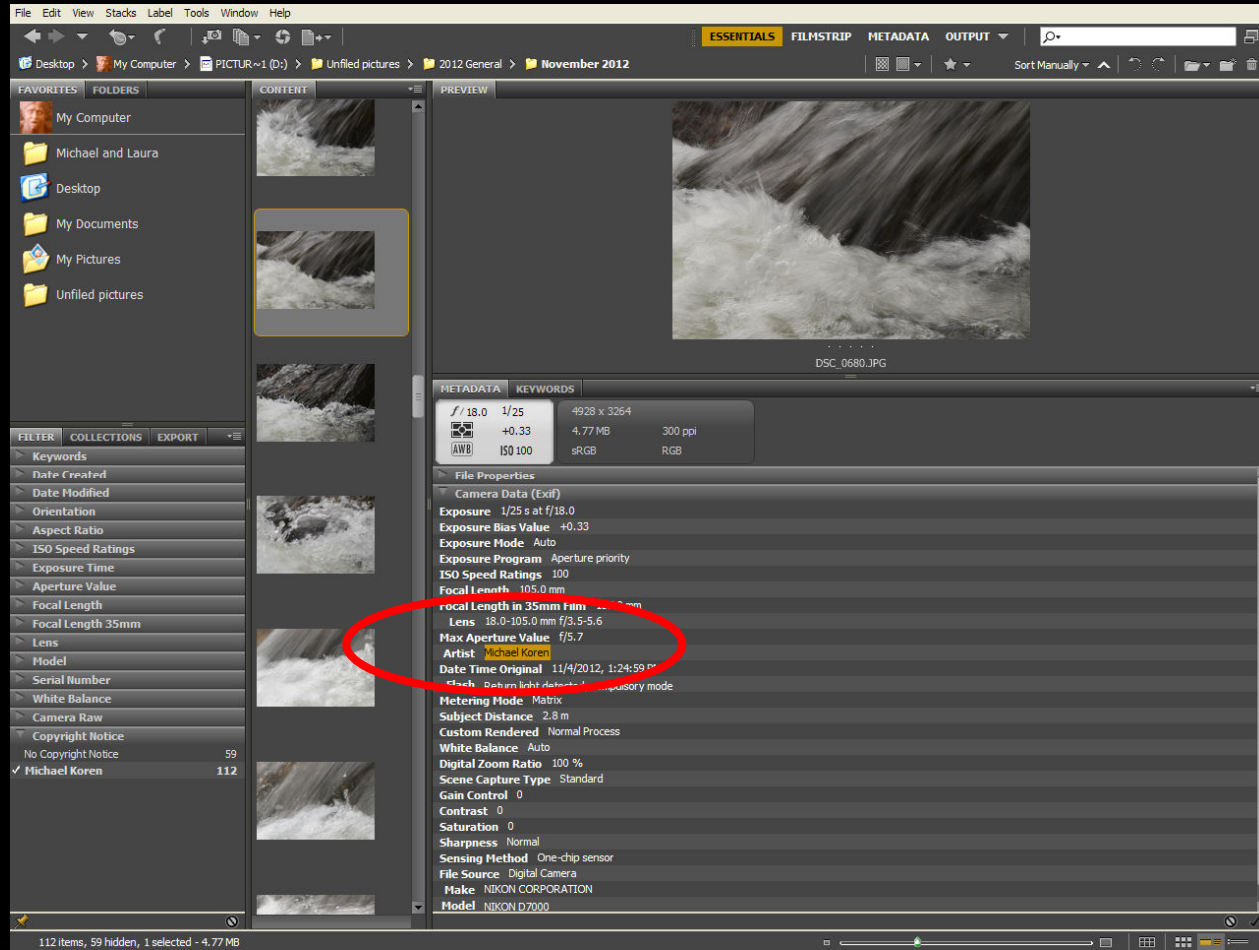 File Edit View Stacks Label Tools Window Help
ESSENTIALS FILMSTRIP METADATA OUTPUT
Desktop > My Computer > PICTUR~1 (D:) > Unfiled pictures > 2012 General > November 2012
Sort Manually
FAVORITES FOLDERS
My Computer
Michael and Laura
Desktop
My Documents
My Pictures
Unfiled pictures
FILTER COLLECTIONS EXPORT
Keywords
Date Created
Date Modified
Orientation
Aspect Ratio
ISO Speed Ratings
Exposure Time
Aperture Value
Focal Length
Focal Length 35mm
Lens
Model
Serial Number
White Balance
Camera Raw
Copyright Notice
No Copyright Notice 59
✓ Michael Koren 112
CONTENT
PREVIEW
DSC_0680.JPG
METADATA KEYWORDS
f/18.0 1/25 4928 x 3264
+0.33 4.77 MB 300 ppi
AWB ISO 100 sRGB RGB
File Properties
Camera Data (Exif)
Exposure 1/25 s at f/18.0
Exposure Bias Value +0.33
Exposure Mode Auto
Exposure Program Aperture priority
ISO Speed Ratings 100
Focal Length 105.0 mm
Focal Length in 35mm Film mm
Lens 18.0-105.0 mm f/3.5-5.6
Max Aperture Value f/5.7
Artist Michael Koren
Date Time Original 11/4/2012, 1:24:59
Flash Return light detected mode
Metering Mode Matrix
Subject Distance 2.8 m
Custom Rendered Normal Process
White Balance Auto
Digital Zoom Ratio 100 %
Scene Capture Type Standard
Gain Control 0
Contrast 0
Saturation 0
Sharpness Normal
Sensing Method One-chip sensor
File Source Digital Camera
Make NIKON CORPORATION
Model NIKON D7000
112 items, 59 hidden, 1 selected - 4.77 MB